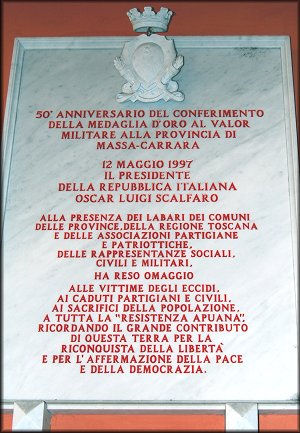 50° ANNIVERSARIO DEL CONFERIMENTO
DELLA MEDAGLIA D'ORO AL VALOR
MILITARE ALLA PROVINCIA DI
MASSA-CARRARA
12 MAGGIO 1997
IL PRESIDENTE
DELLA REPUBBLICA ITALIANA
OSCAR LUIGI SCALFARO
ALLA PRESENZA DEI LABARI DEI COMUNI
DELLE PROVINCE, DELLA REGIONE TOSCANA
E DELLE ASSOCIAZIONI PARTIGIANE
E PATRIOTTICHE,
DELLE RAPPRESENTANZE SOCIALI,
CIVILI E MILITARI,
HA RESO OMAGGIO
ALLE VITTIME DEGLI ECCIDI,
AI CADUTI PARTIGIANI E CIVILI,
AI SACRIFICI DELLA POPOLAZIONE,
A TUTTA LA "RESISTENZA APUANA",
RICORDANDO IL GRANDE CONTRIBUTO
DI QUESTA TERRA PER LA
RICONQUISTA DELLA LIBERTÀ
E PER L'AFFERMAZIONE DELLA PACE
E DELLA DEMOCRAZIA.